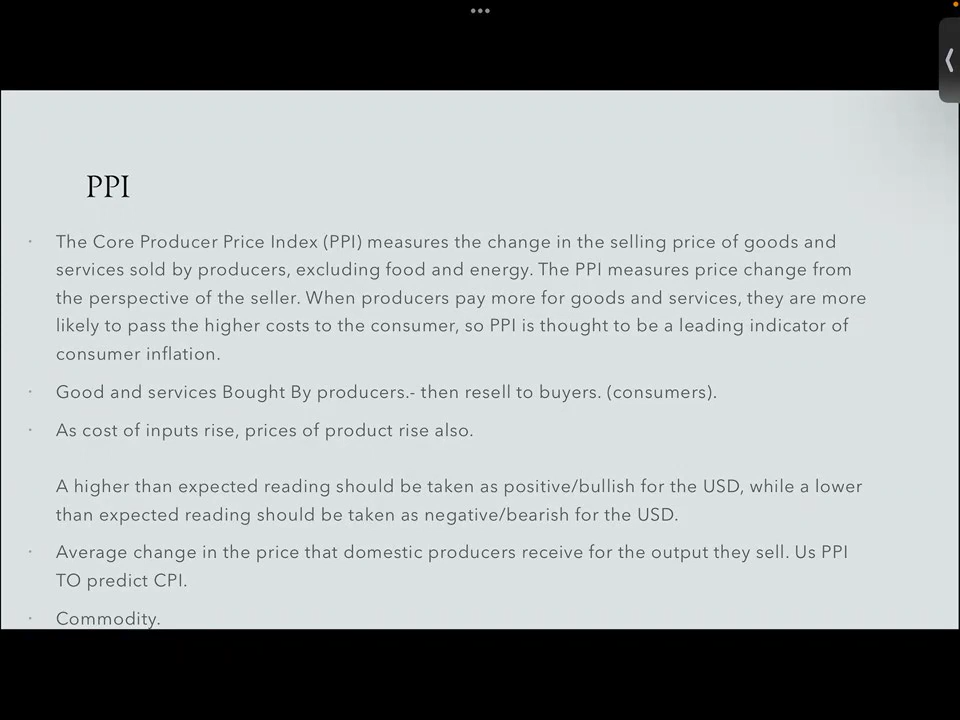 PPI
The Core Producer Price Index (PPI) measures the change in the selling price of goods and
services sold by producers, excluding food and energy. The PPI measures price change from
the perspective of the seller. When producers pay more for goods and services, they are more
likely to pass the higher costs to the consumer, so PPI is thought to be a leading indicator of
consumer inflation.
Good and services Bought By producers.- then resell to buyers. (consumers).
As cost of inputs rise, prices of product rise also.
A higher than expected reading should be taken as positive/bullish for the USD, while a lower
than expected reading should be taken as negative/bearish for the USD.
Average change in the price that domestic producers receive for the output they sell. Us PPI
TO predict CPI.
Commodity.